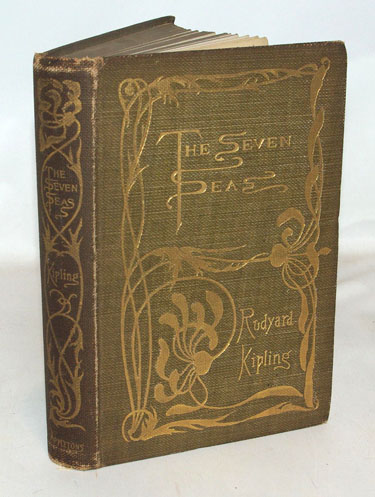 THE
SEVEN
SEAS
Kipling
APPLETONS
THE SEVEN
SEAS
Rudyard
Kipling